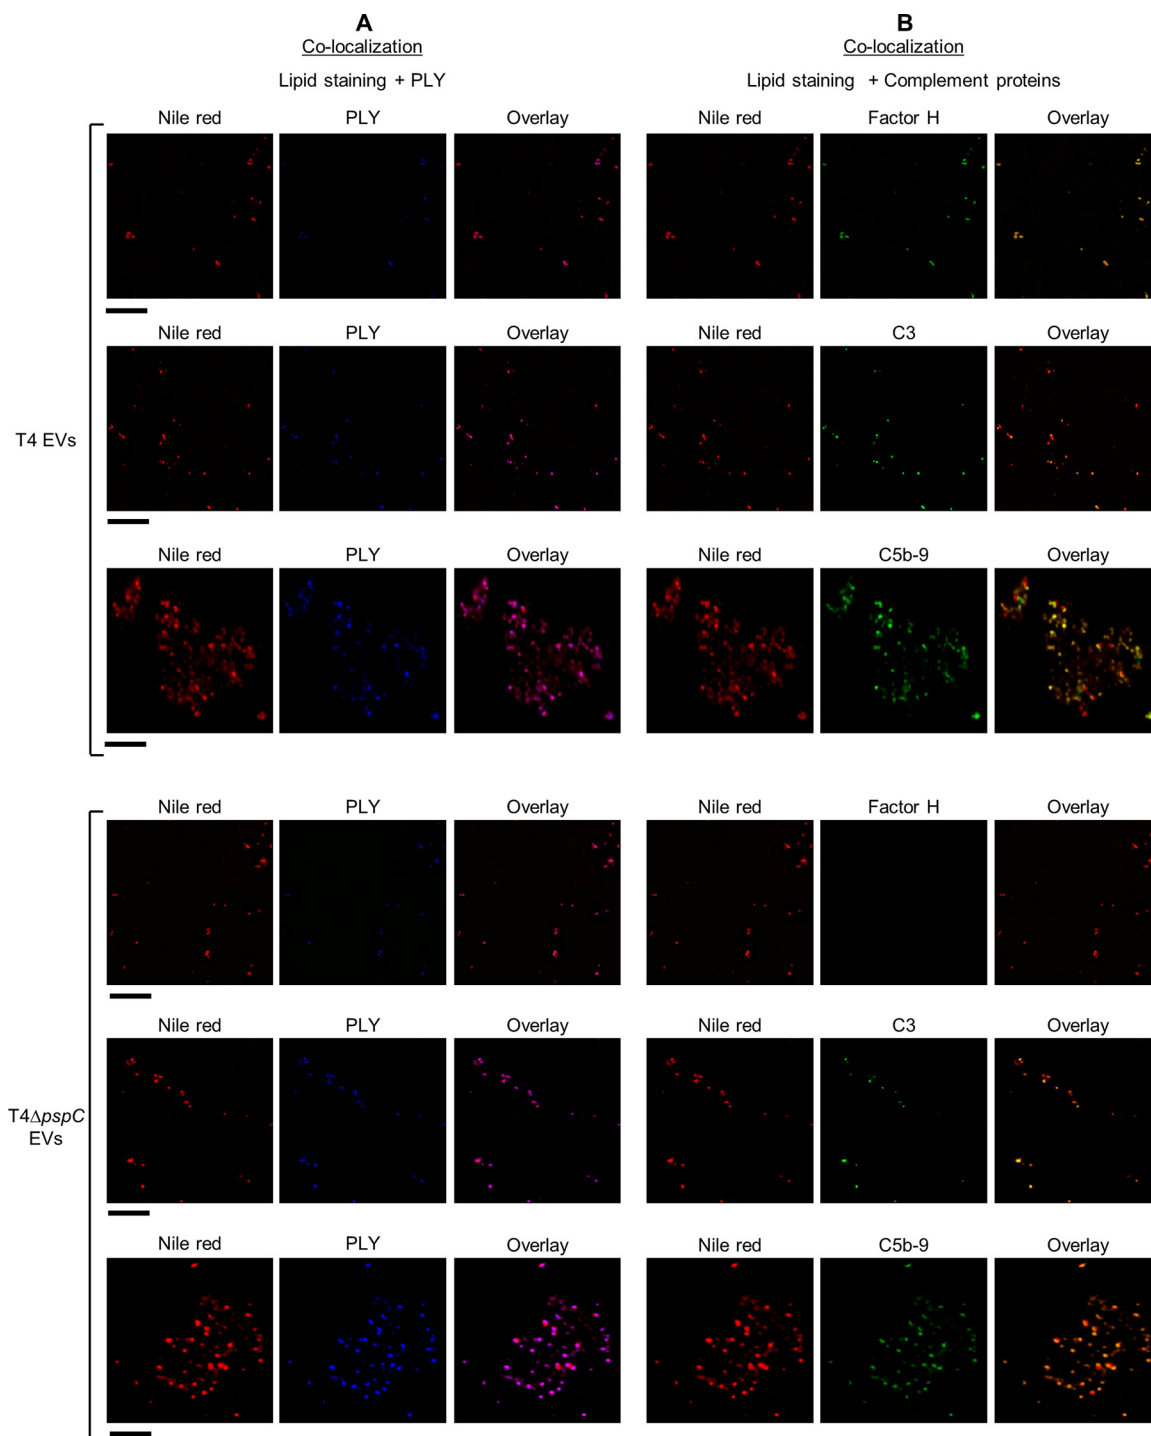 A B
Co-localization Co-localization
Lipid staining + PLY Lipid staining + Complement proteins
Nile red PLY Overlay Nile red Factor H Overlay
Nile red PLY Overlay Nile red C3 Overlay
T4 EVs
Nile red PLY Overlay Nile red C5b-9 Overlay
Nile red PLY Overlay Nile red Factor H Overlay
Nile red PLY Overlay Nile red C3 Overlay
T4ΔpspC
EVs
Nile red PLY Overlay Nile red C5b-9 Overlay